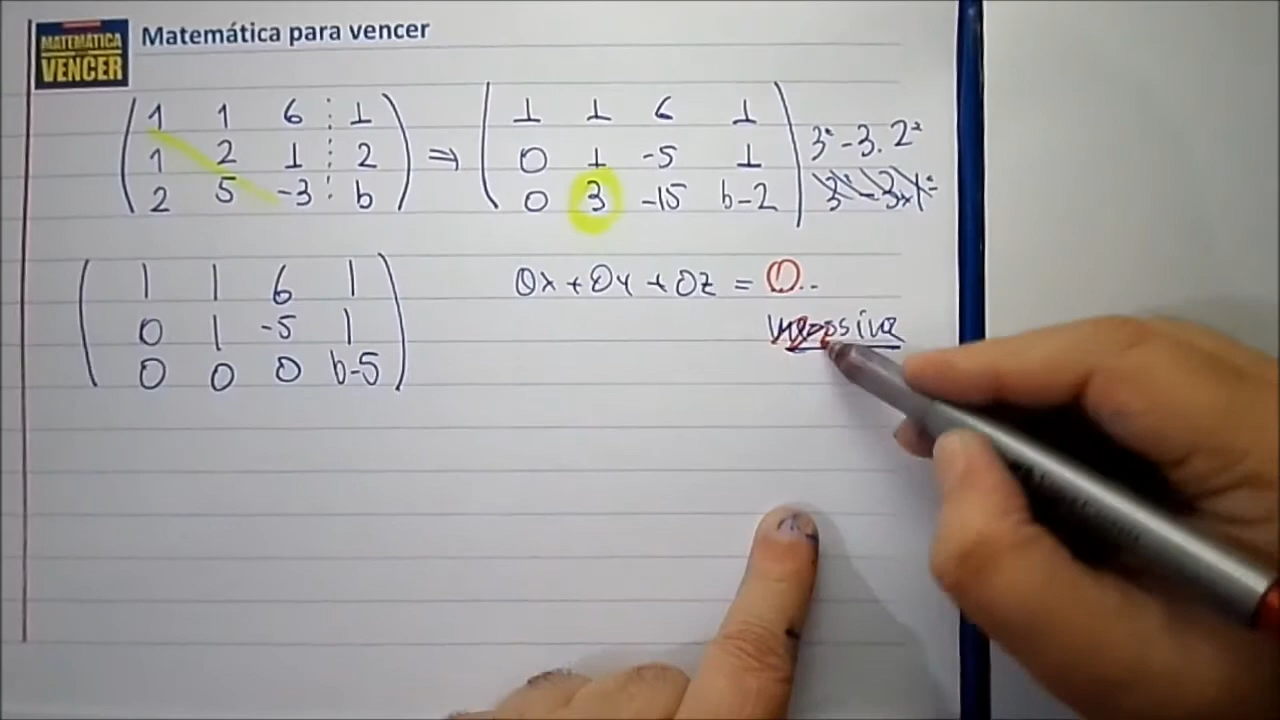 MATEMÁTICA
VENCER
Matemática para vencer
1 1 6 1
1 2 1 2
2 5 -3 b
⇒
1 1 6 1
0 1 -5 1
0 3 -15 b-2
3ª - 3. 2ª
1 1 6 1
0 1 -5 1
0 0 0 b-5
0x + 0y + 0z = 0..